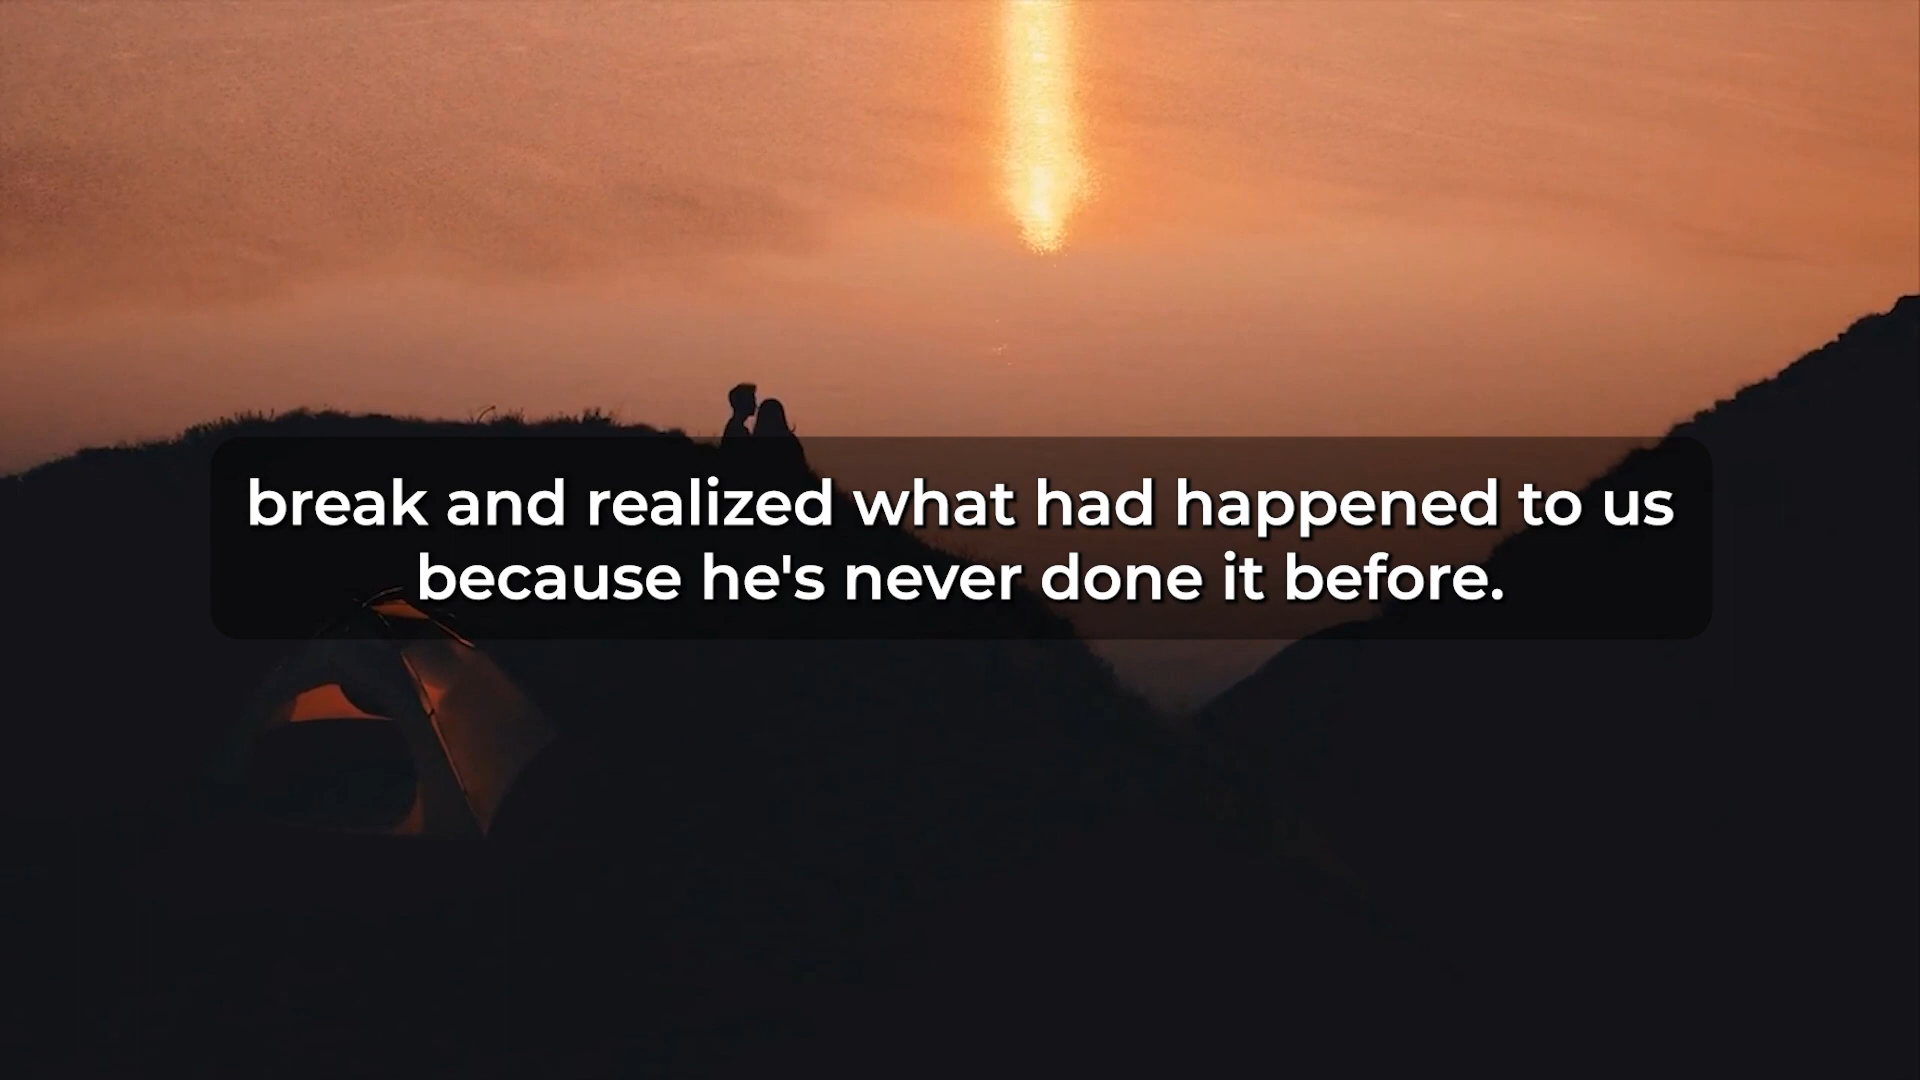 break and realized what had happened to us
because he's never done it before.